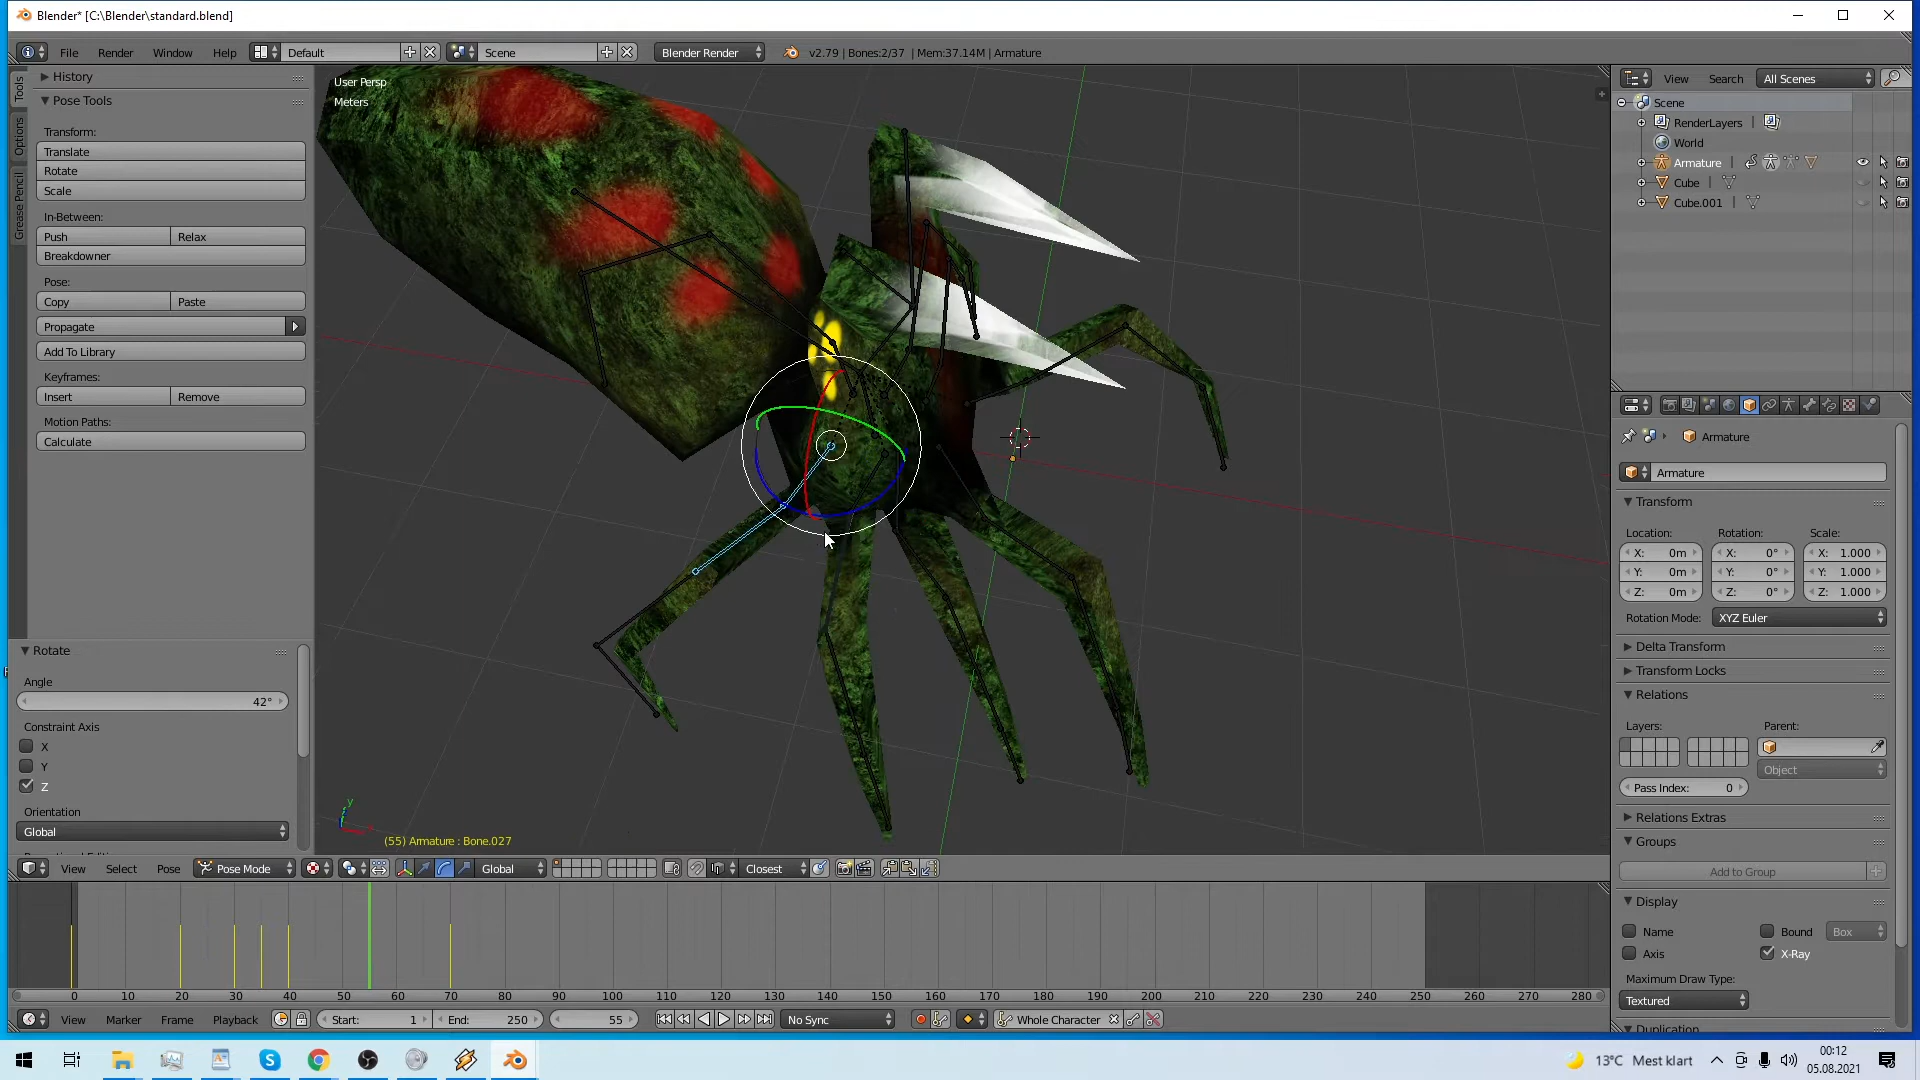 Blender* [C:\Blender\standard.blend]
File Render Window Help Default Scene Blender Render v2.79 | Bones:2/37 | Mem:37.14M | Armature
Tools
Options
Grease Pencil
History
Pose Tools
Transform:
Translate
Rotate
Scale
In-Between:
Push Relax
Breakdowner
Pose:
Copy Paste
Propagate
Add To Library
Keyframes:
Insert Remove
Motion Paths:
Calculate
Rotate
Angle
42°
Constraint Axis
X
Y
Z
Orientation
Global
User Persp
Meters
y
(55) Armature : Bone.027
View Select Pose Pose Mode Global Closest
0 10 20 30 40 50 60 70 80 90 100 110 120 130 140 150 160 170 180 190 200 210 220 230 240 250 260 270 280
View Marker Frame Playback Start: 1 End: 250 55 No Sync Whole Character
View Search All Scenes
Scene
RenderLayers
World
Armature
Cube
Cube.001
Armature
Armature
Transform
Location: Rotation: Scale:
X: 0m X: 0° X: 1.000
Y: 0m Y: 0° Y: 1.000
Z: 0m Z: 0° Z: 1.000
Rotation Mode: XYZ Euler
Delta Transform
Transform Locks
Relations
Layers: Parent:
Object
Pass Index: 0
Relations Extras
Groups
Add to Group
Display
Name Bound Box
Axis X-Ray
Maximum Draw Type:
Textured
Duplication
13°C Mest klart
00:12
05.08.2021